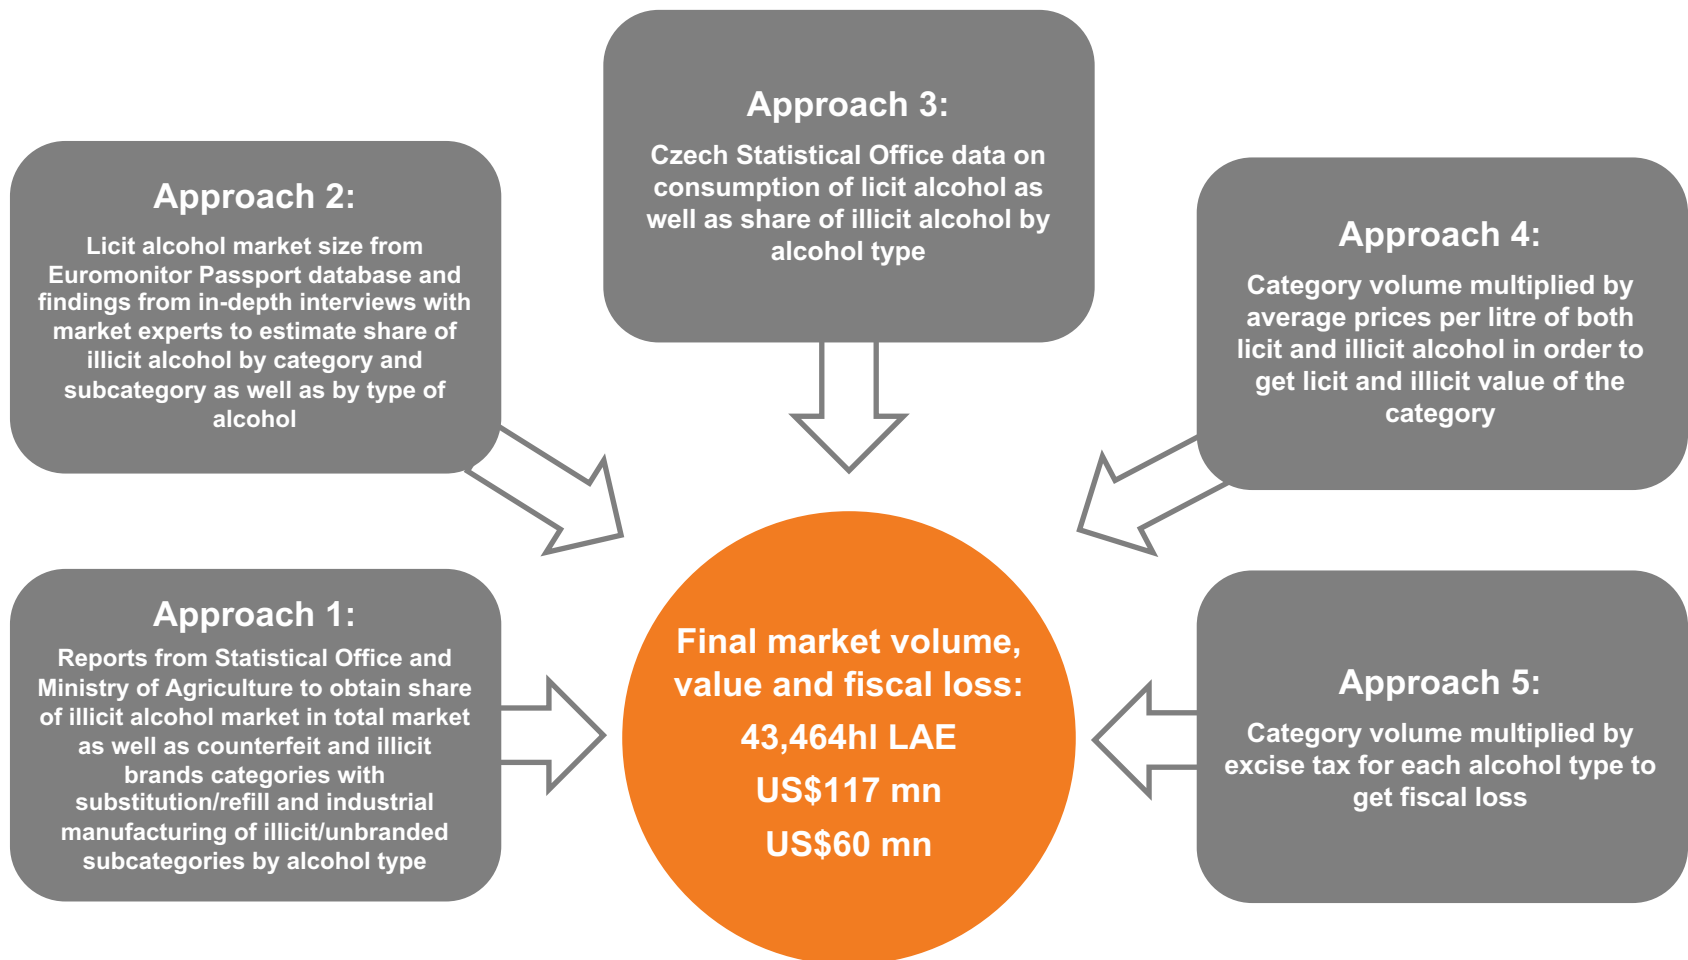 Approach 3:
Czech Statistical Office data on
consumption of licit alcohol as
well as share of illicit alcohol by
alcohol type
Approach 2:
Licit alcohol market size from
Euromonitor Passport database and
findings from in-depth interviews with
market experts to estimate share of
illicit alcohol by category and
subcategory as well as by type of
alcohol
Approach 4:
Category volume multiplied by
average prices per litre of both
licit and illicit alcohol in order to
get licit and illicit value of the
category
Approach 1:
Reports from Statistical Office and
Ministry of Agriculture to obtain share
of illicit alcohol market in total market
as well as counterfeit and illicit
brands categories with
substitution/refill and industrial
manufacturing of illicit/unbranded
subcategories by alcohol type
Final market volume,
value and fiscal loss:
43,464hl LAE
US$117 mn
US$60 mn
Approach 5:
Category volume multiplied by
excise tax for each alcohol type to
get fiscal loss